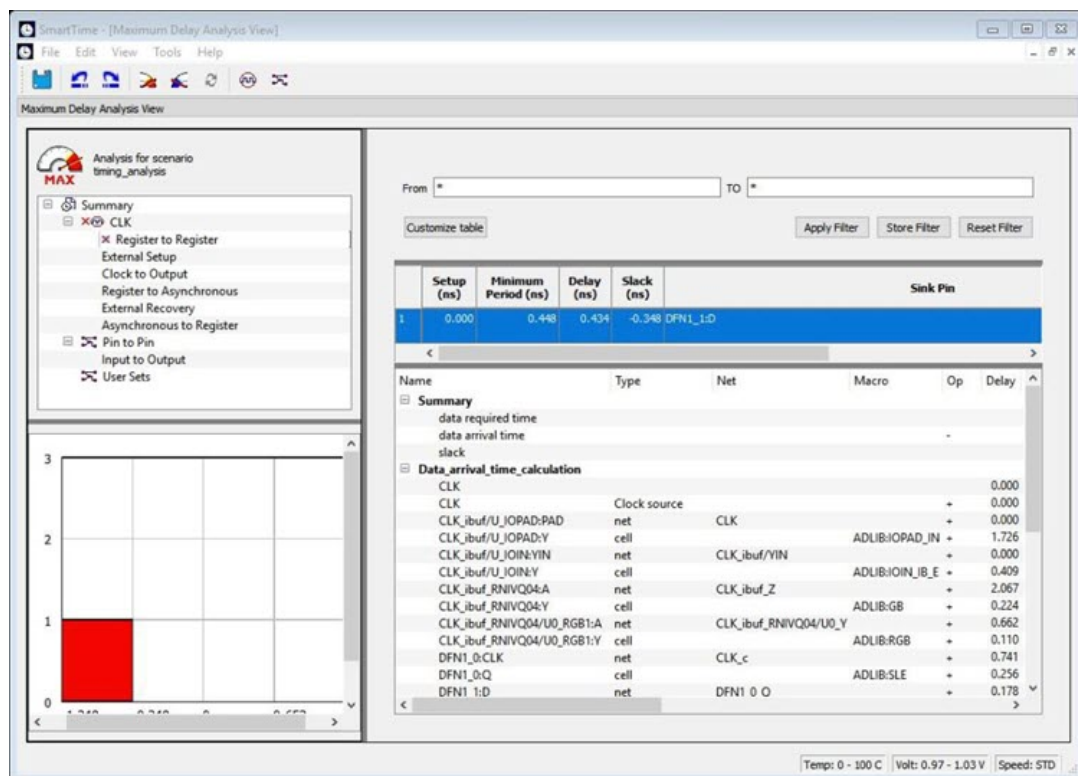 SmartTime - [Maximum Delay Analysis View]
File Edit View Tools Help
Maximum Delay Analysis View
MAX
Analysis for scenario
timing_analysis
Summary
CLK
Register to Register
External Setup
Clock to Output
Register to Asynchronous
External Recovery
Asynchronous to Register
Pin to Pin
Input to Output
User Sets
3
2
1
0
From * TO *
Customize table Apply Filter Store Filter Reset Filter
Setup (ns) Minimum Period (ns) Delay (ns) Slack (ns) Sink Pin
1 0.000 0.448 0.434 -0.348 DFN1_1:D
Name Type Net Macro Op Delay
Summary
data required time
data arrival time -
slack
Data_arrival_time_calculation
CLK 0.000
CLK Clock source + 0.000
CLK_ibuf/U_IOPAD:PAD net CLK + 0.000
CLK_ibuf/U_IOPAD:Y cell ADLIB:IOPAD_IN + 1.726
CLK_ibuf/U_IOIN:YIN net CLK_ibuf/YIN + 0.000
CLK_ibuf/U_IOIN:Y cell ADLIB:IOIN_IB_E + 0.409
CLK_ibuf_RNIVQ04:A net CLK_ibuf_Z + 2.067
CLK_ibuf_RNIVQ04:Y cell ADLIB:GB + 0.224
CLK_ibuf_RNIVQ04/U0_RGB1:A net CLK_ibuf_RNIVQ04/U0_Y + 0.662
CLK_ibuf_RNIVQ04/U0_RGB1:Y cell ADLIB:RGB + 0.110
DFN1_0:CLK net CLK_c + 0.741
DFN1_0:Q cell ADLIB:SLE + 0.256
DFN1_1:D net DFN1_0_Q + 0.178
Temp: 0 - 100 C Volt: 0.97 - 1.03 V Speed: STD